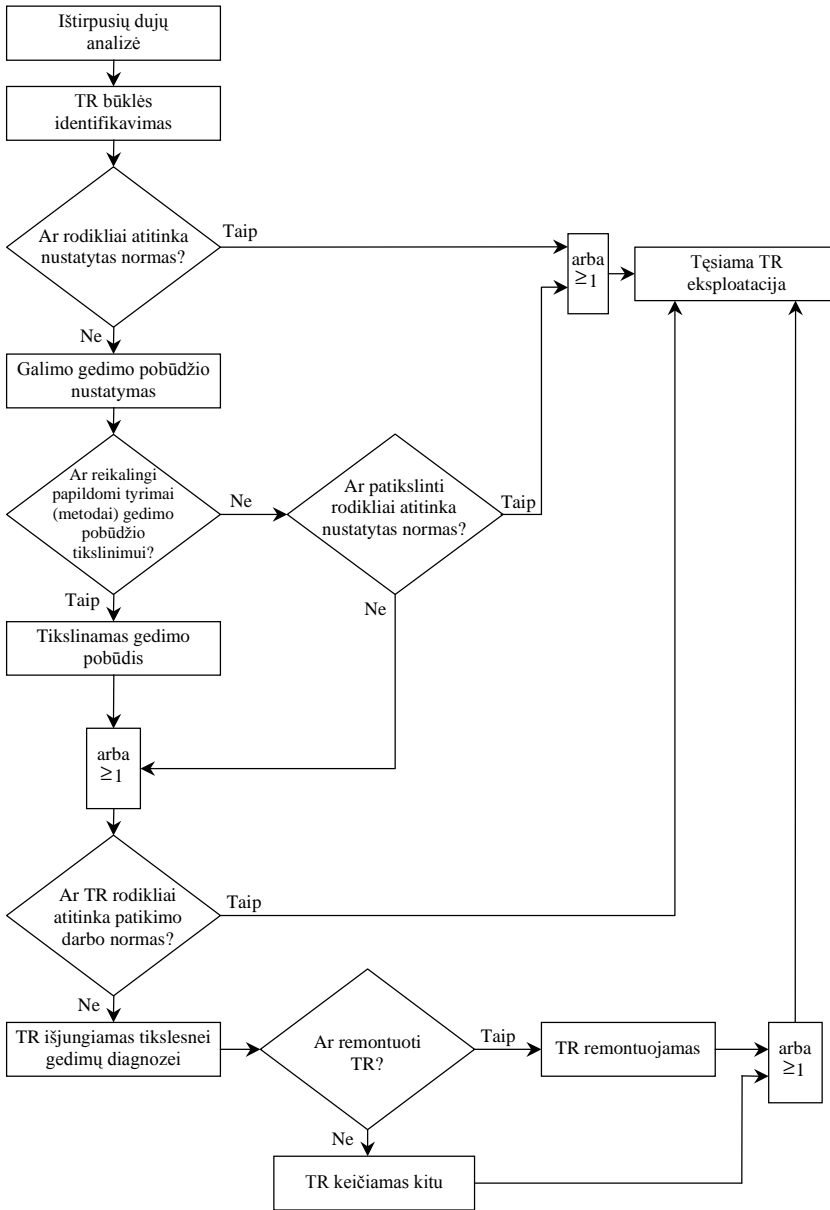 Ištirpusių dujų
analizė
TR būklės
identifikavimas
Ar rodikliai atitinka
nustatytas normas?
Taip
arba
≥1
Tęsiama TR
eksploatacija
Ne
Galimo gedimo pobūdžio
nustatymas
Ar reikalingi
papildomi tyrimai
(metodai) gedimo
pobūdžio
tikslinimui?
Ne
Ar patikslinti
rodikliai atitinka
nustatytas normas?
Taip
Taip
Ne
Tikslinamas gedimo
pobūdis
arba
≥1
Ar TR rodikliai
atitinka patikimo
darbo normas?
Taip
Ne
TR išjungiamas tikslesnei
gedimų diagnozei
Ar remontuoti
TR?
Taip
TR remontuojamas
arba
≥1
Ne
TR keičiamas kitu